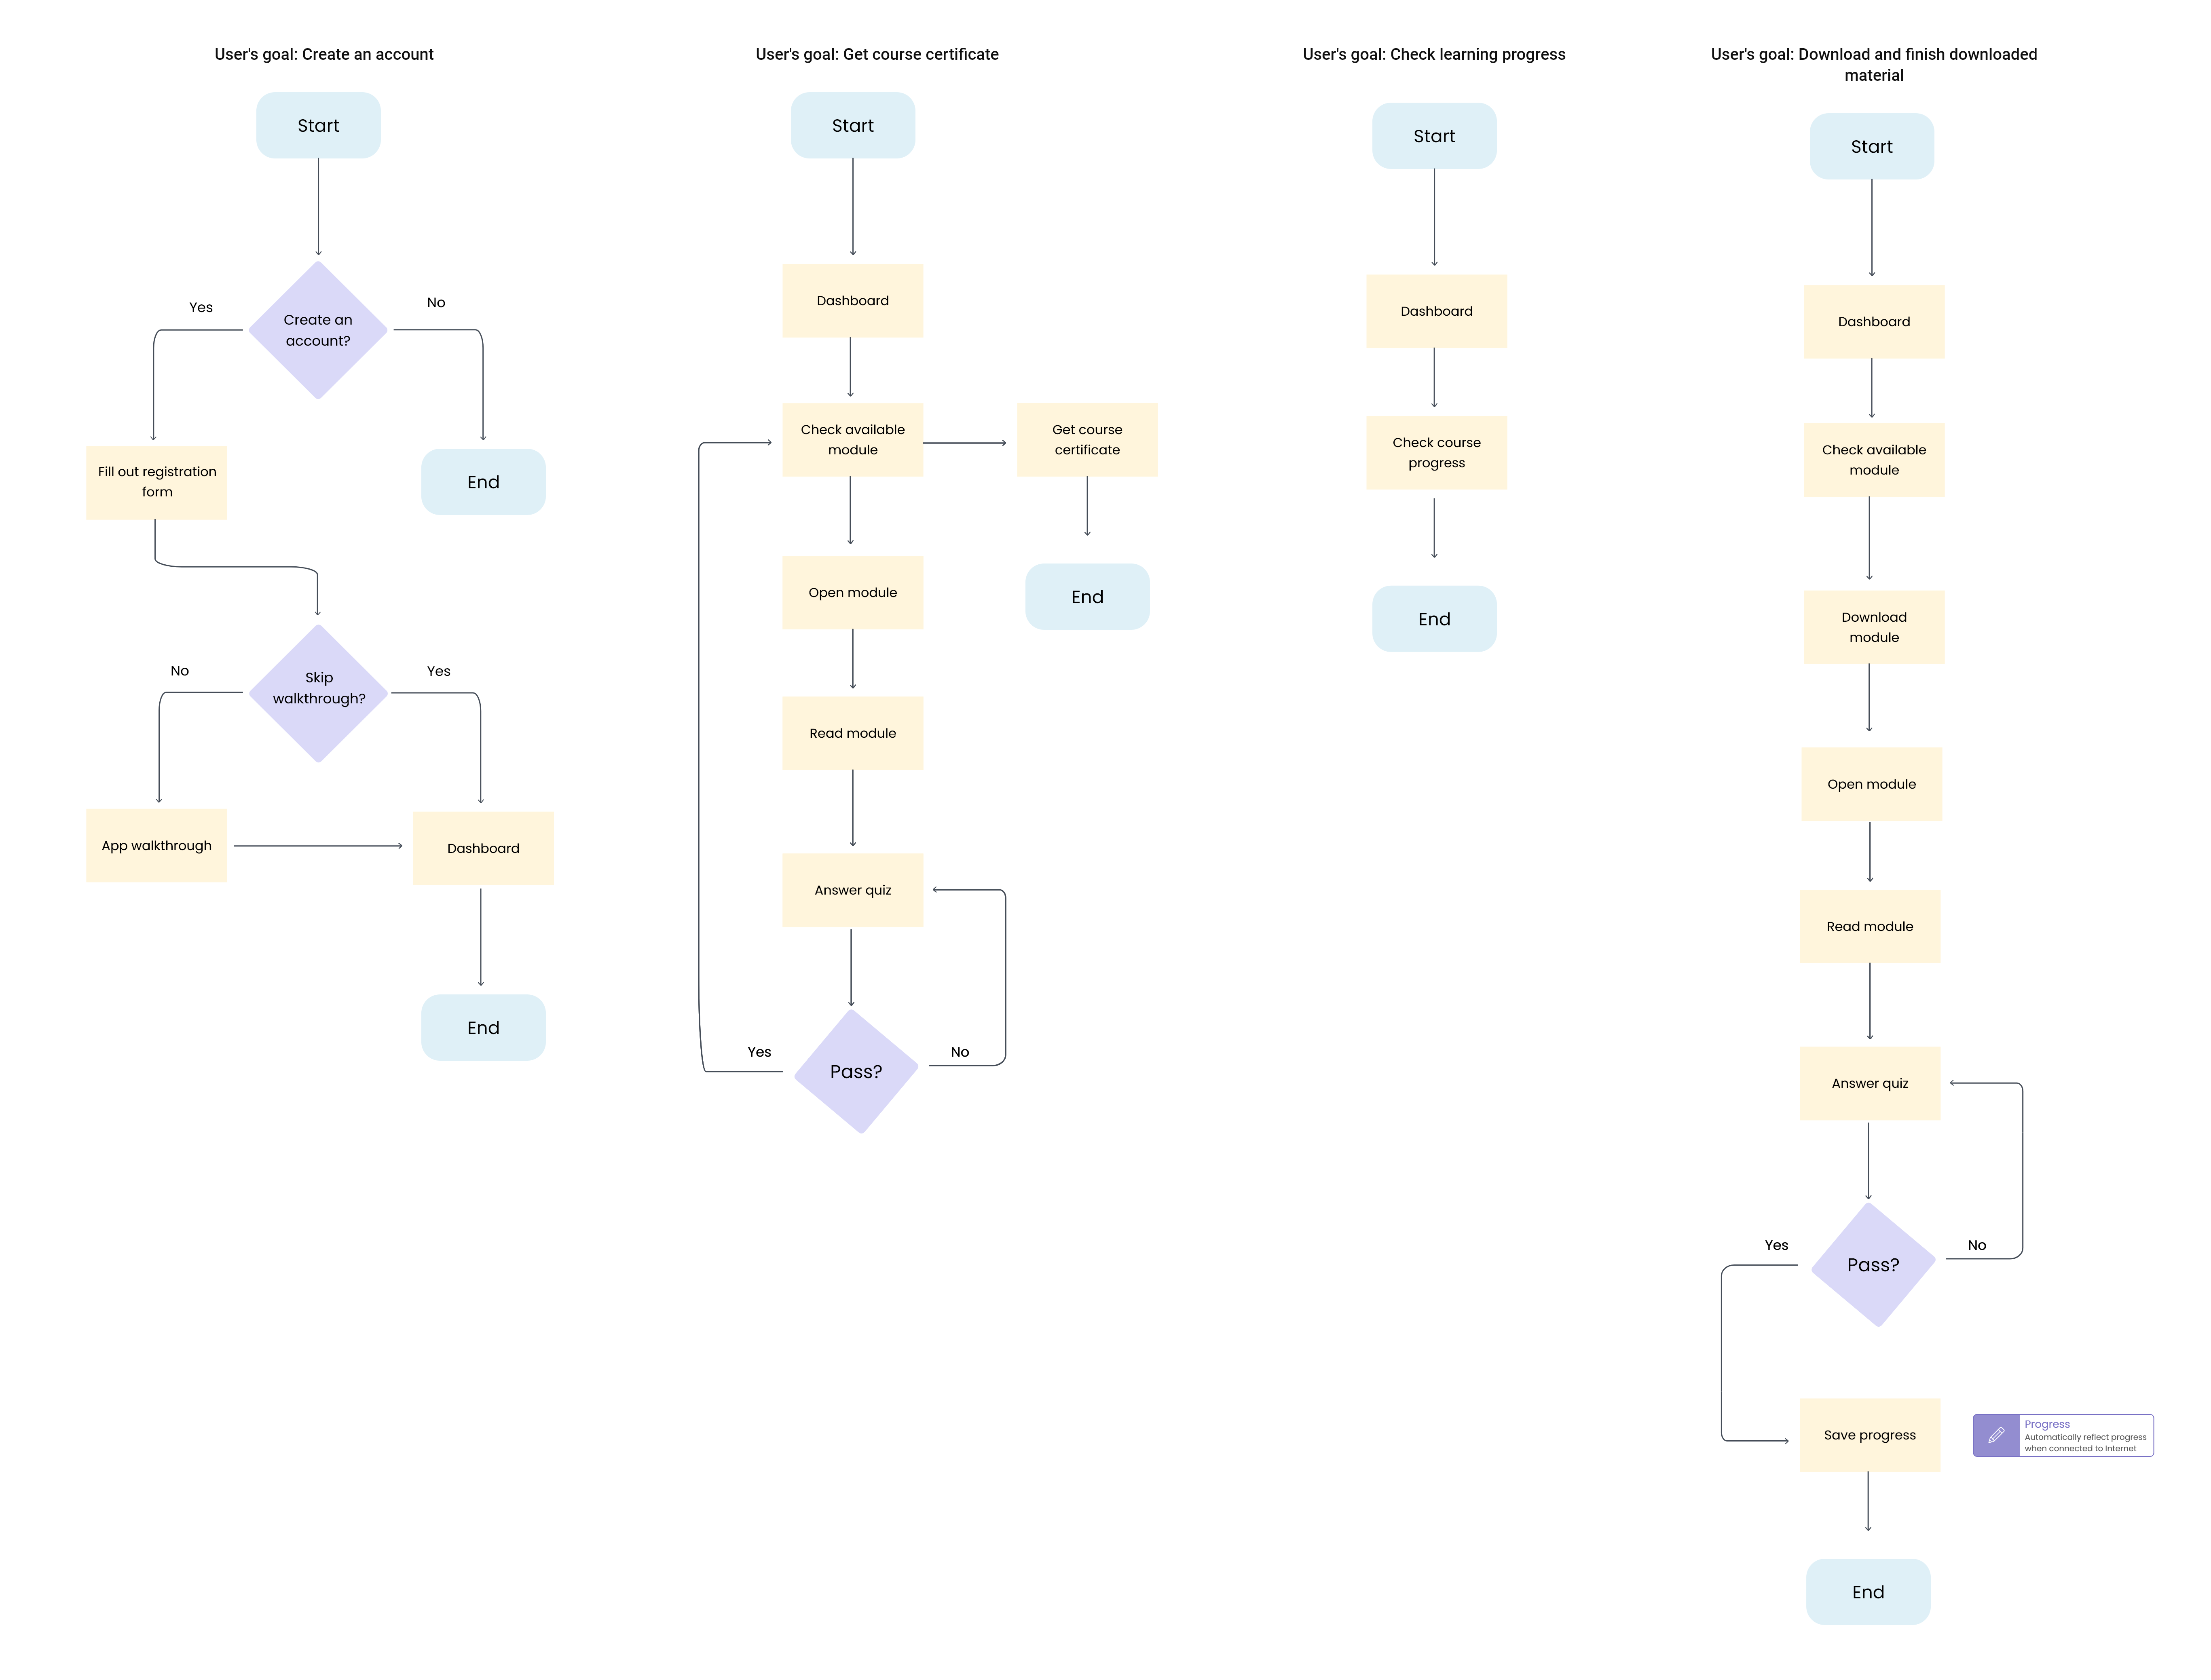 User's goal: Create an account
Start
Create an
account?
Yes
No
Fill out registration
form
End
Skip
walkthrough?
No
Yes
App walkthrough
Dashboard
End
User's goal: Get course certificate
Start
Dashboard
Check available
module
Get course
certificate
End
Open module
Read module
Answer quiz
Pass?
Yes
No
User's goal: Check learning progress
Start
Dashboard
Check course
progress
End
User's goal: Download and finish downloaded
material
Start
Dashboard
Check available
module
Download
module
Open module
Read module
Answer quiz
Pass?
Yes
No
Save progress
Progress
Automatically reflect progress
when connected to Internet
End